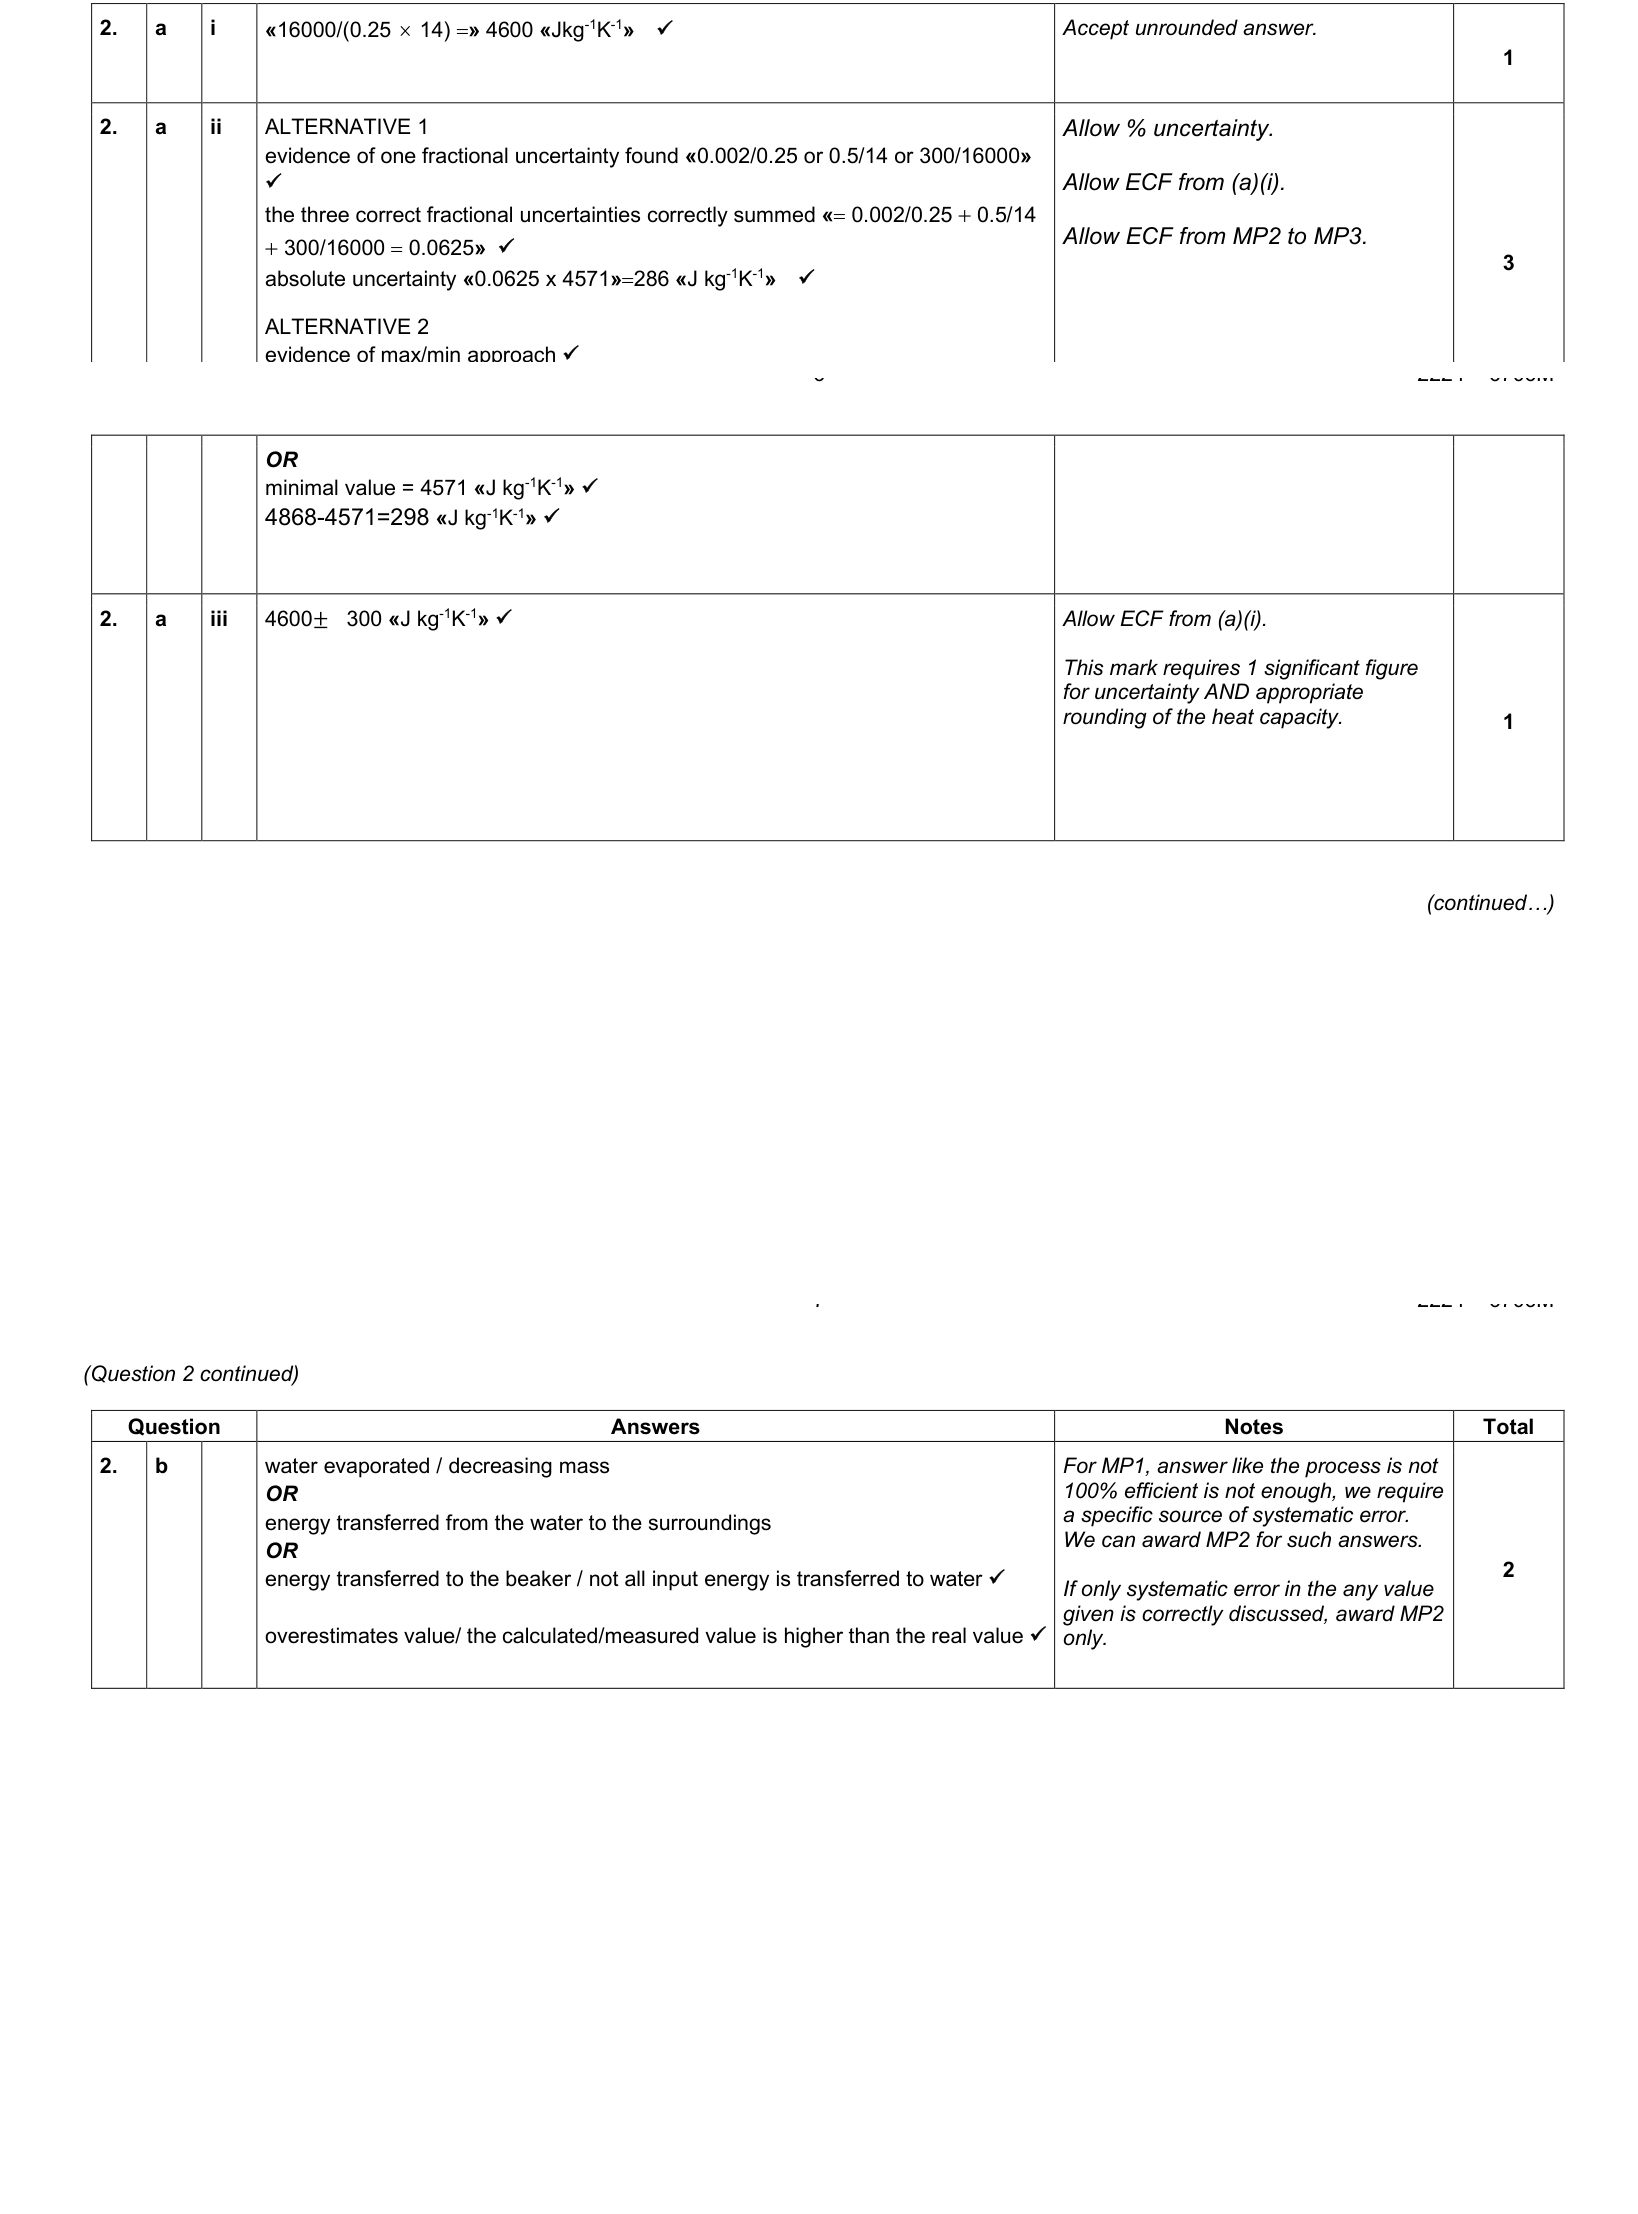 2. a i «16000/(0.25 × 14) =» 4600 «Jkg-1K-1» ✓ Accept unrounded answer. 1
2. a ii ALTERNATIVE 1
evidence of one fractional uncertainty found «0.002/0.25 or 0.5/14 or 300/16000»
✓
the three correct fractional uncertainties correctly summed «= 0.002/0.25 + 0.5/14
+ 300/16000 = 0.0625» ✓
absolute uncertainty «0.0625 x 4571»=286 «J kg-1K-1» ✓
ALTERNATIVE 2
evidence of max/min approach ✓
Allow % uncertainty.
Allow ECF from (a)(i).
Allow ECF from MP2 to MP3.
3
OR
minimal value = 4571 «J kg-1K-1» ✓
4868-4571=298 «J kg-1K-1» ✓
2. a iii 4600± 300 «J kg-1K-1» ✓
Allow ECF from (a)(i).
This mark requires 1 significant figure
for uncertainty AND appropriate
rounding of the heat capacity.
1
(continued…)
(Question 2 continued)
Question Answers Notes Total
2. b water evaporated / decreasing mass
OR
energy transferred from the water to the surroundings
OR
energy transferred to the beaker / not all input energy is transferred to water ✓
overestimates value/ the calculated/measured value is higher than the real value ✓
For MP1, answer like the process is not
100% efficient is not enough, we require
a specific source of systematic error.
We can award MP2 for such answers.
If only systematic error in the any value
given is correctly discussed, award MP2
only.
2